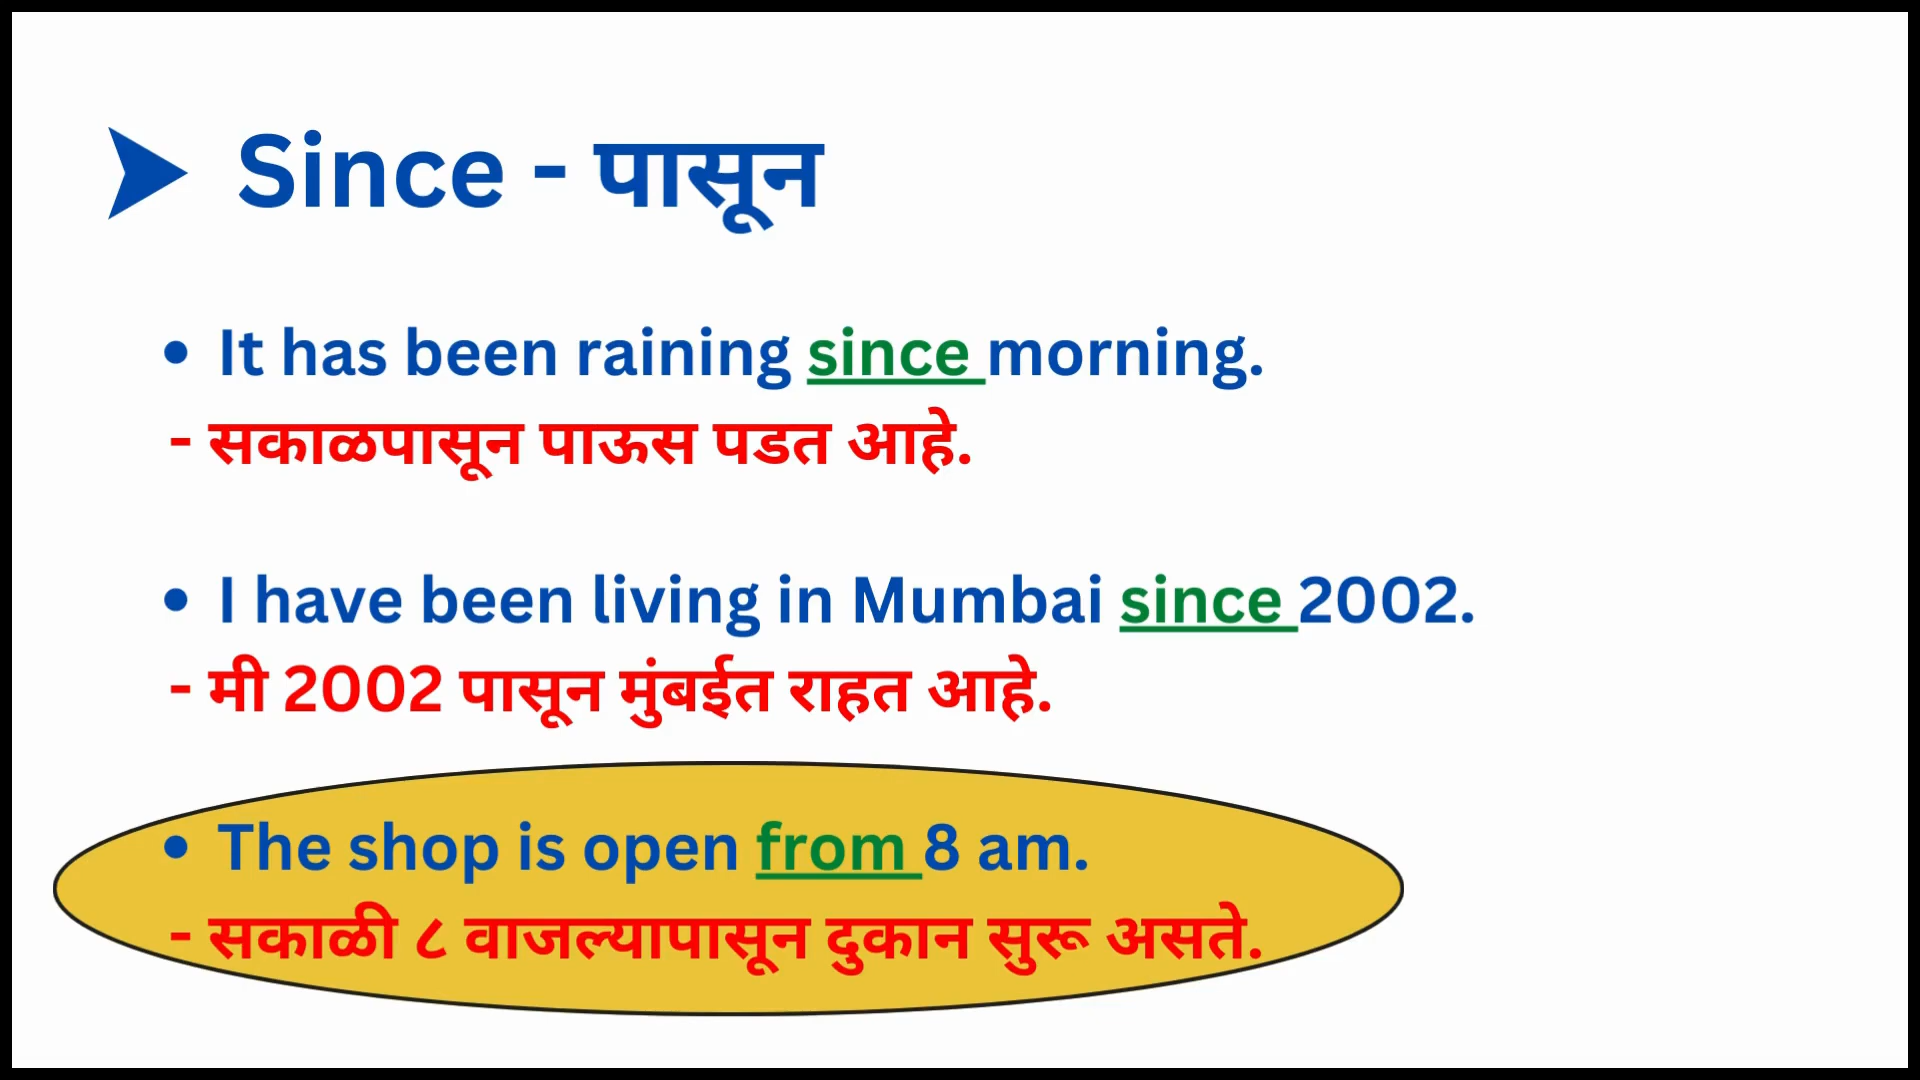 ➤ Since - पासून
• It has been raining since morning.
- सकाळपासून पाऊस पडत आहे.
• I have been living in Mumbai since 2002.
- मी 2002 पासून मुंबईत राहत आहे.
• The shop is open from 8 am.
- सकाळी ८ वाजल्यापासून दुकान सुरू असते.